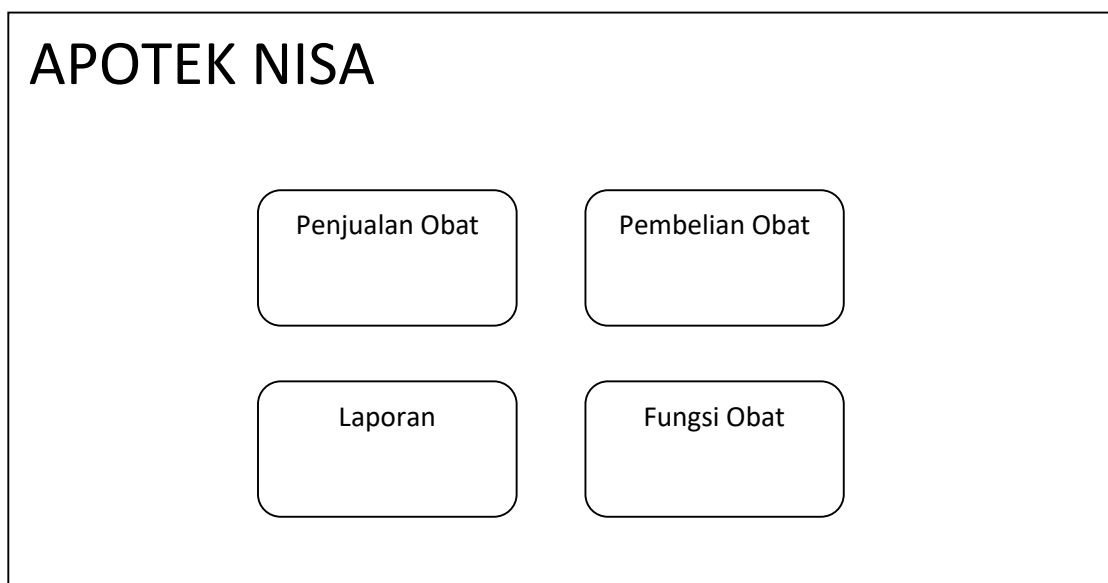 APOTEK NISA
Penjualan Obat
Pembelian Obat
Laporan
Fungsi Obat